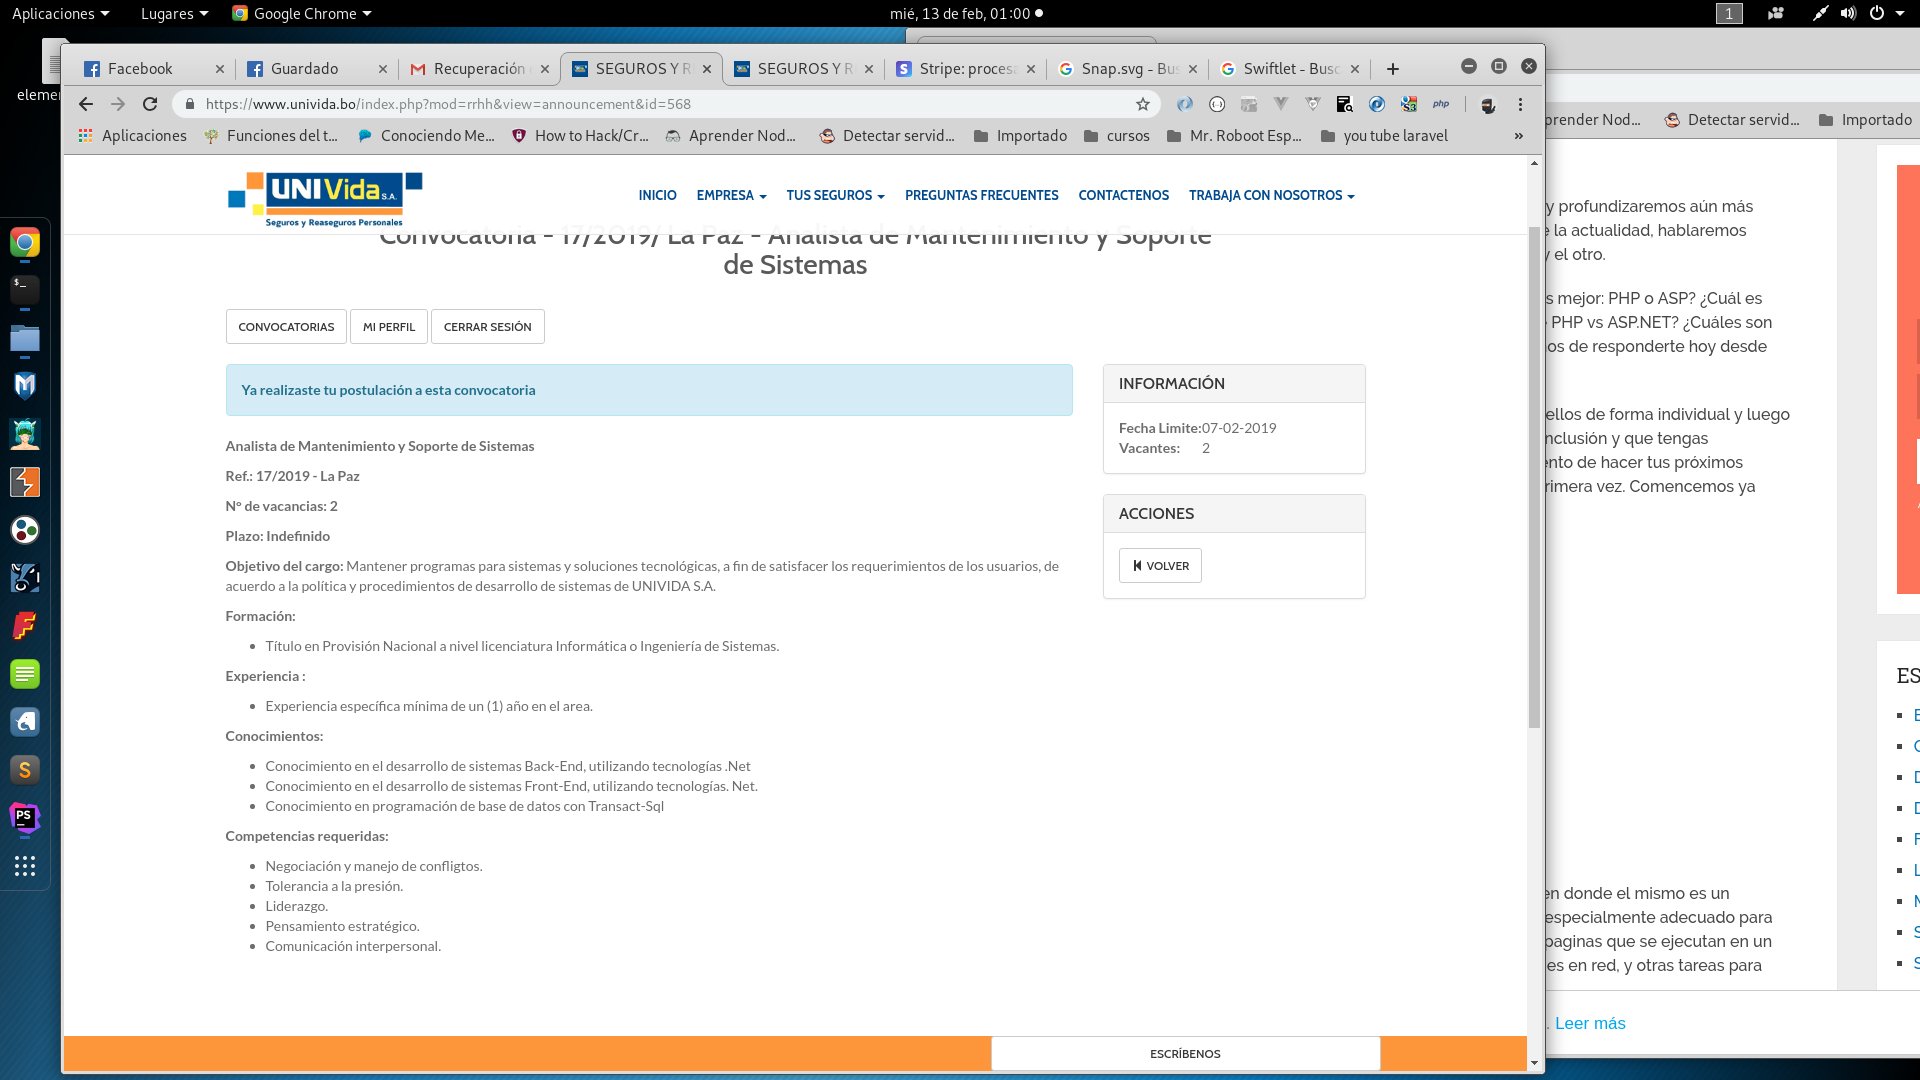 Aplicaciones
Lugares
Google Chrome
mié, 13 de feb, 01:00
1
Facebook
Guardado
Recuperación
SEGUROS Y R
SEGUROS Y R
Stripe: proces
Snap.svg - Bus
Swiftlet - Busc
https://www.univida.bo/index.php?mod=rrhh&view=announcement&id=568
php
Aplicaciones
Funciones del t...
Conociendo Me...
How to Hack/Cr...
Aprender Nod...
Detectar servid...
Importado
cursos
Mr. Roboot Esp...
you tube laravel
»
prender Nod...
Detectar servid...
Importado
UNIVida S.A.
Seguros y Reaseguros Personales
INICIO
EMPRESA
TUS SEGUROS
PREGUNTAS FRECUENTES
CONTACTENOS
TRABAJA CON NOSOTROS
Convocatoria - 17/2019/ La Paz - Analista de Mantenimiento y Soporte
de Sistemas
CONVOCATORIAS
MI PERFIL
CERRAR SESIÓN
Ya realizaste tu postulación a esta convocatoria
Analista de Mantenimiento y Soporte de Sistemas
Ref.: 17/2019 - La Paz
Nº de vacancias: 2
Plazo: Indefinido
Objetivo del cargo: Mantener programas para sistemas y soluciones tecnológicas, a fin de satisfacer los requerimientos de los usuarios, de
acuerdo a la política y procedimientos de desarrollo de sistemas de UNIVIDA S.A.
Formación:
Título en Provisión Nacional a nivel licenciatura Informática o Ingeniería de Sistemas.
Experiencia :
Experiencia específica mínima de un (1) año en el area.
Conocimientos:
Conocimiento en el desarrollo de sistemas Back-End, utilizando tecnologías .Net
Conocimiento en el desarrollo de sistemas Front-End, utilizando tecnologías. Net.
Conocimiento en programación de base de datos con Transact-Sql
Competencias requeridas:
Negociación y manejo de confligtos.
Tolerancia a la presión.
Liderazgo.
Pensamiento estratégico.
Comunicación interpersonal.
INFORMACIÓN
Fecha Limite: 07-02-2019
Vacantes: 2
ACCIONES
VOLVER
ESCRÍBENOS
y profundizaremos aún más
la actualidad, hablaremos
y el otro.
s mejor: PHP o ASP? ¿Cuál es
PHP vs ASP.NET? ¿Cuáles son
os de responderte hoy desde
ellos de forma individual y luego
nclusión y que tengas
nto de hacer tus próximos
rimera vez. Comencemos ya
en donde el mismo es un
especialmente adecuado para
paginas que se ejecutan en un
es en red, y otras tareas para
. Leer más
ES